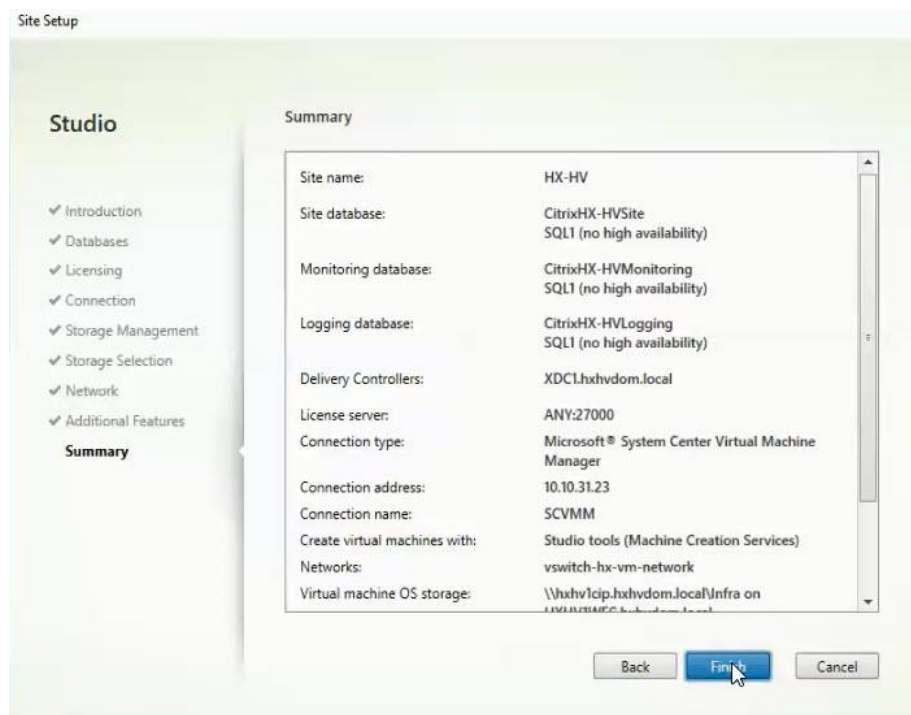 Site Setup
Studio
Introduction
Databases
Licensing
Connection
Storage Management
Storage Selection
Network
Additional Features
Summary
Summary
Site name: HX-HV
Site database: CitrixHX-HVSite
SQL1 (no high availability)
Monitoring database: CitrixHX-HVMonitoring
SQL1 (no high availability)
Logging database: CitrixHX-HVLogging
SQL1 (no high availability)
Delivery Controllers: XDC1.hxhvdom.local
License server: ANY:27000
Connection type: Microsoft® System Center Virtual Machine
Manager
Connection address: 10.10.31.23
Connection name: SCVMM
Create virtual machines with: Studio tools (Machine Creation Services)
Networks: vswitch-hx-vm-network
Virtual machine OS storage: \\hxhv1cip.hxhvdom.local\Infra on
Back Finish Cancel